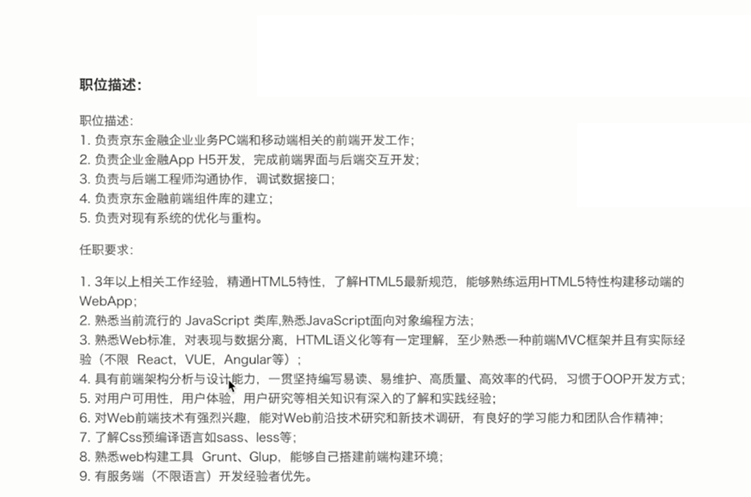 职位描述：
职位描述：
1. 负责京东金融企业业务PC端和移动端相关的前端开发工作；
2. 负责企业金融App H5开发，完成前端界面与后端交互开发；
3. 负责与后端工程师沟通协作，调试数据接口；
4. 负责京东金融前端组件库的建立；
5. 负责对现有系统的优化与重构。
任职要求：
1. 3年以上相关工作经验，精通HTML5特性，了解HTML5最新规范，能够熟练运用HTML5特性构建移动端的
WebApp；
2. 熟悉当前流行的 JavaScript 类库,熟悉JavaScript面向对象编程方法；
3. 熟悉Web标准，对表现与数据分离，HTML语义化等有一定理解，至少熟悉一种前端MVC框架并且有实际经
验（不限 React，VUE，Angular等）；
4. 具有前端架构分析与设计能力，一贯坚持编写易读、易维护、高质量、高效率的代码，习惯于OOP开发方式；
5. 对用户可用性，用户体验，用户研究等相关知识有深入的了解和实践经验；
6. 对Web前端技术有强烈兴趣，能对Web前沿技术研究和新技术调研，有良好的学习能力和团队合作精神；
7. 了解Css预编译语言如sass、less等；
8. 熟悉web构建工具 Grunt、Glup，能够自己搭建前端构建环境；
9. 有服务端（不限语言）开发经验者优先。